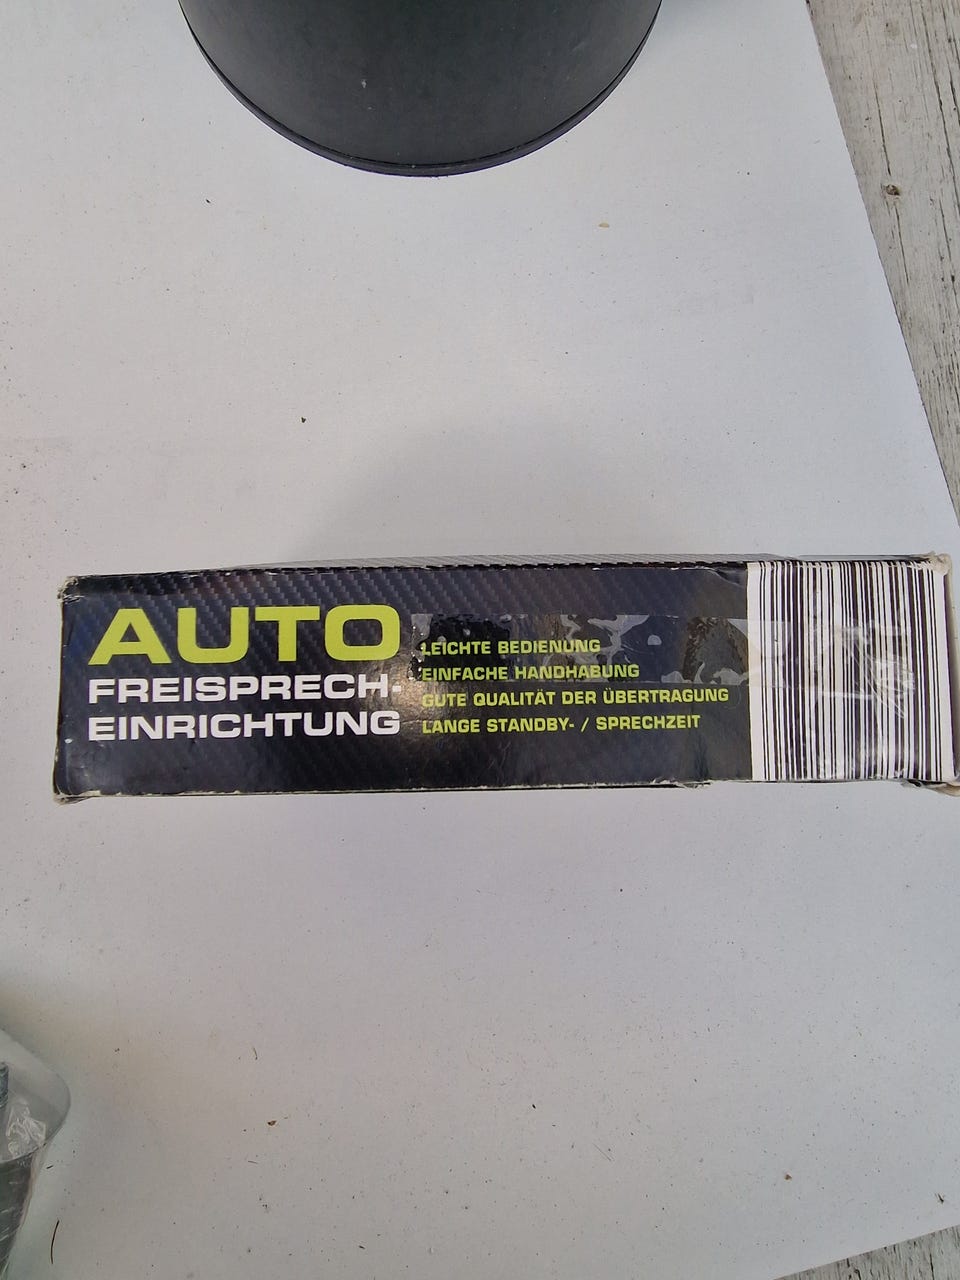 AUTO
FREISPRECH-
EINRICHTUNG
LEICHTE BEDIENUNG
EINFACHE HANDHABUNG
GUTE QUALITÄT DER ÜBERTRAGUNG
LANGE STANDBY- / SPRECHZEIT